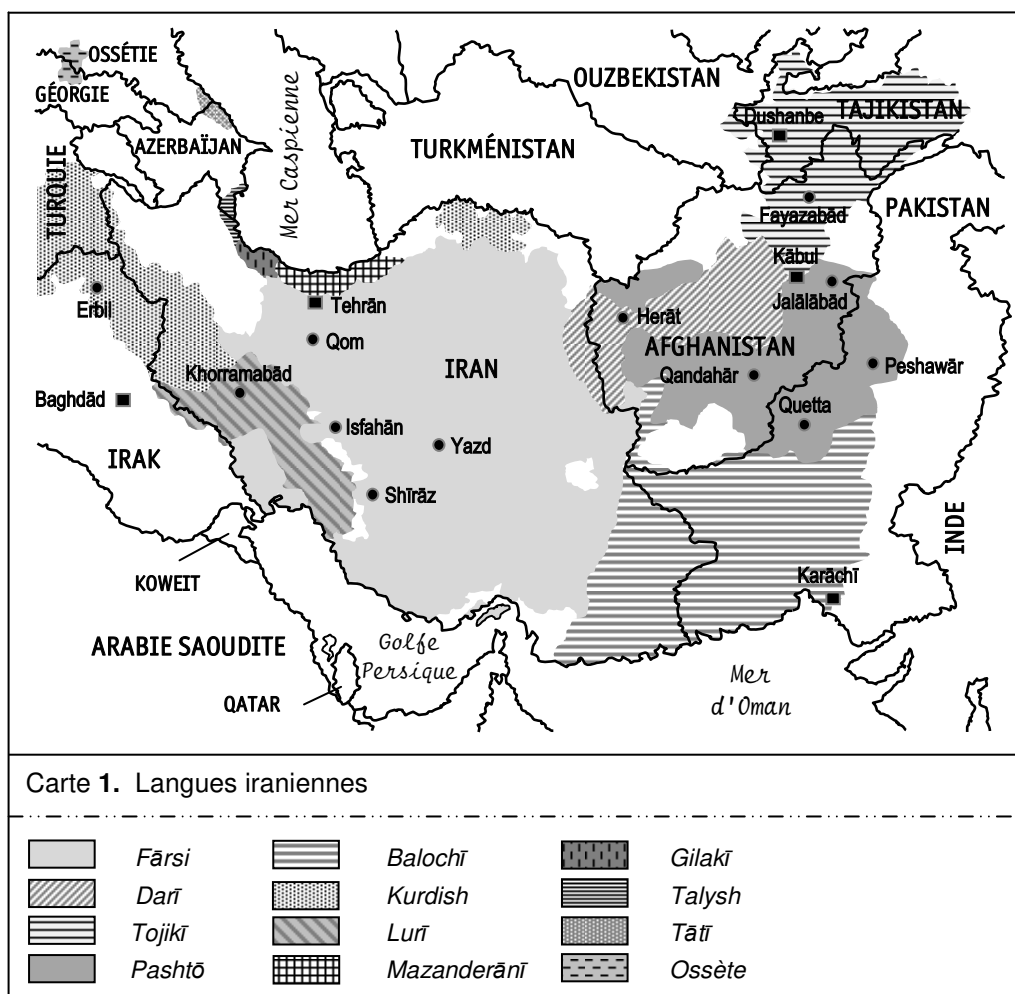 OSSÉTIE
GÉORGIE
AZERBAÏJAN
TURQUIE
Mer Caspienne
TURKMÉNISTAN
OUZBEKISTAN
Dushanbe
TAJIKISTAN
Fayazabād
PAKISTAN
Kābul
Jalālābād
Erbil
Tehrān
Qom
Herāt
AFGHANISTAN
IRAN
Khorramabād
Qandahār
Peshawār
Baghdād
Quetta
Isfahān
Yazd
IRAK
Shīrāz
INDE
KOWEIT
Karāchī
ARABIE SAOUDITE
Golfe
Persique
QATAR
Mer
d'Oman
Carte 1. Langues iraniennes
Fārsi
Darī
Tojikī
Pashtō
Balochī
Kurdish
Lurī
Mazanderānī
Gilakī
Talysh
Tātī
Ossète